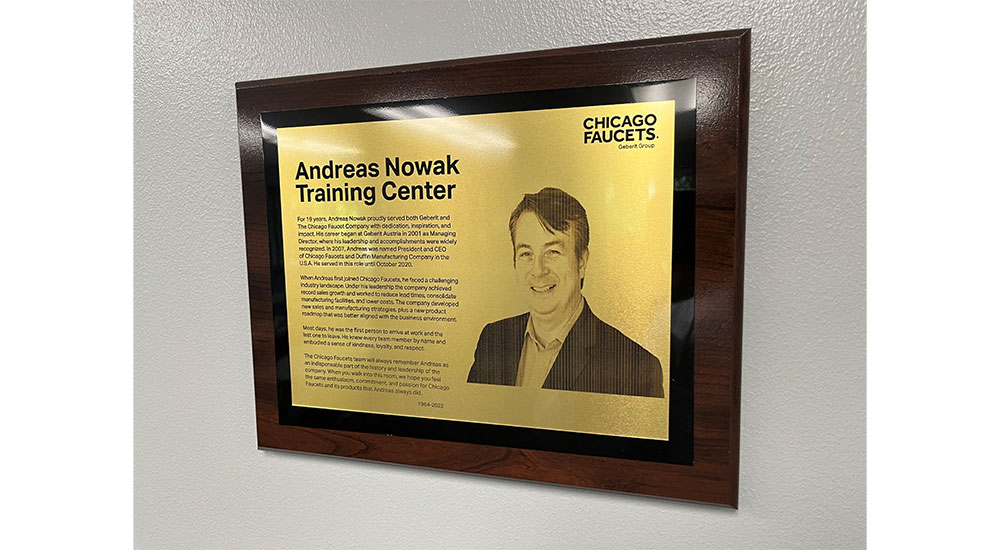 CHICAGO
FAUCETS.
Geberit Group
Andreas Nowak
Training Center
For 19 years, Andreas Nowak proudly served both Geberit and
The Chicago Faucet Company with dedication, inspiration, and
impact. His career began at Geberit Austria in 2001 as Managing
Director, where his leadership and accomplishments were widely
recognized. In 2007, Andreas was named President and CEO
of Chicago Faucets and Duffin Manufacturing Company in the
U.S.A. He served in this role until October 2020.
When Andreas first joined Chicago Faucets, he faced a challenging
industry landscape. Under his leadership the company achieved
record sales growth and worked to reduce lead times, consolidate
manufacturing facilities, and lower costs. The company developed
new sales and manufacturing strategies, plus a new product
roadmap that was better aligned with the business environment.
Most days, he was the first person to arrive at work and the
last one to leave. He knew every team member by name and
embodied a sense of kindness, loyalty, and respect.
The Chicago Faucets team will always remember Andreas as
an indispensable part of the history and leadership of the
company. When you walk into this room, we hope you feel
the same enthusiasm, commitment, and passion for Chicago
Faucets and its products that Andreas always did.
1964-2022